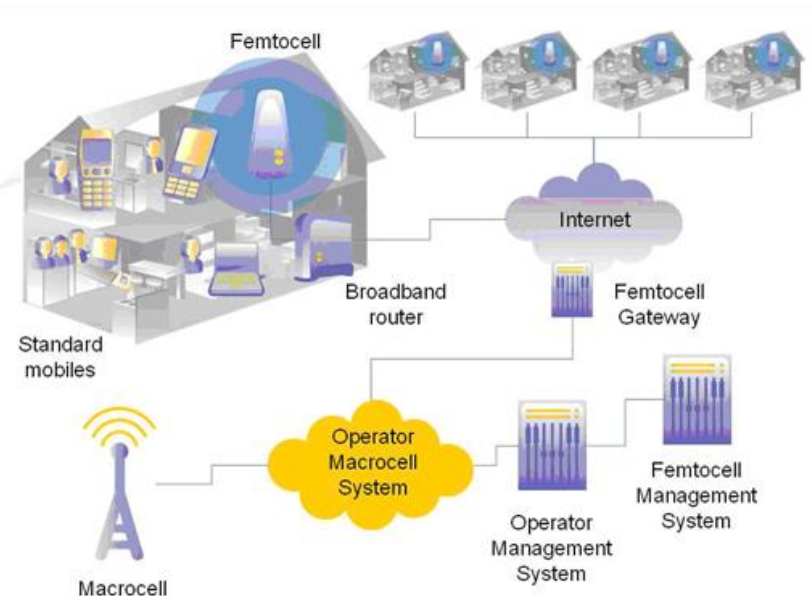 Femtocell
Internet
Broadband
router
Femtocell
Gateway
Standard
mobiles
Operator
Macrocell
System
Femtocell
Management
System
Operator
Management
System
Macrocell